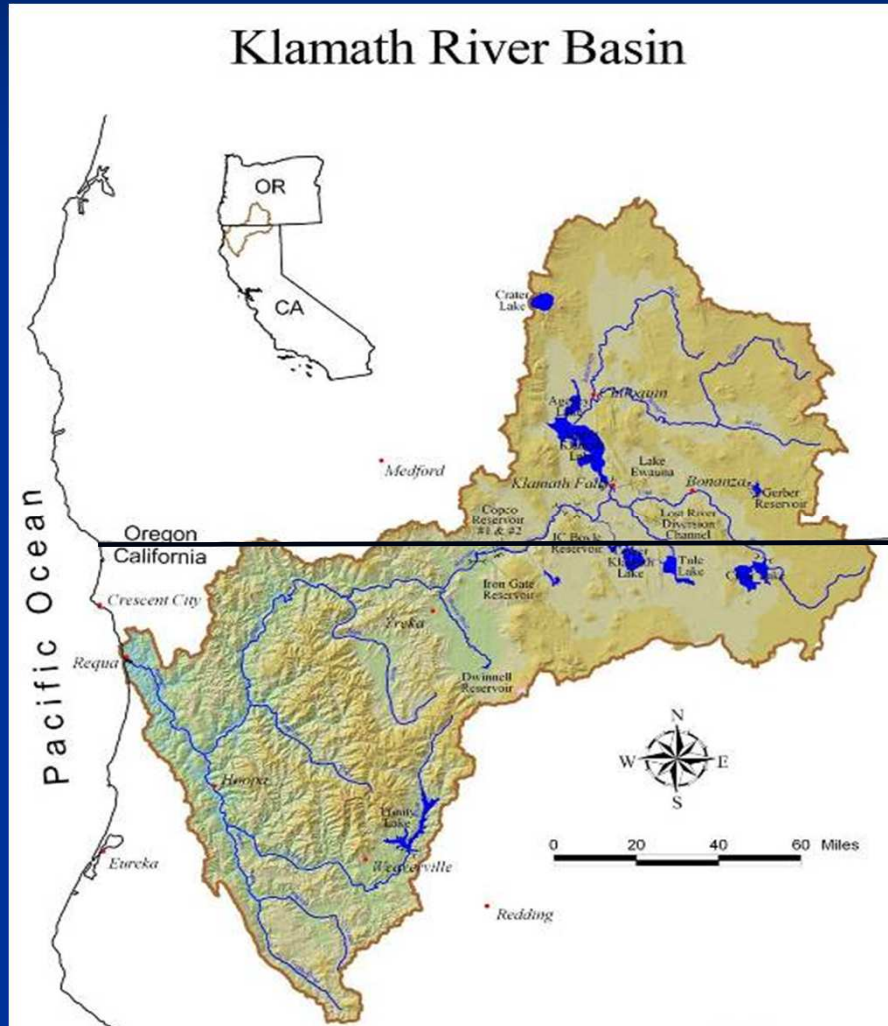 Klamath River Basin
OR
CA
Crater
Lake
Chiloquin
Medford
Lake
Ewauna
Klamath Falls
Bonanza
Gerber
Reservoir
Copco
Reservoir
#1 & #2
Lost River
Diversion
Channel
Oregon
California
JC Boyle
Reservoir
Klamath
Lake
Tule
Lake
Iron Gate
Reservoir
Crescent City
Yreka
Requa
Dwinnell
Reservoir
Pacific Ocean
N
W
E
S
Hoopa
Trinity
Lake
Weaverville
Eureka
Redding
0 20 40 60 Miles